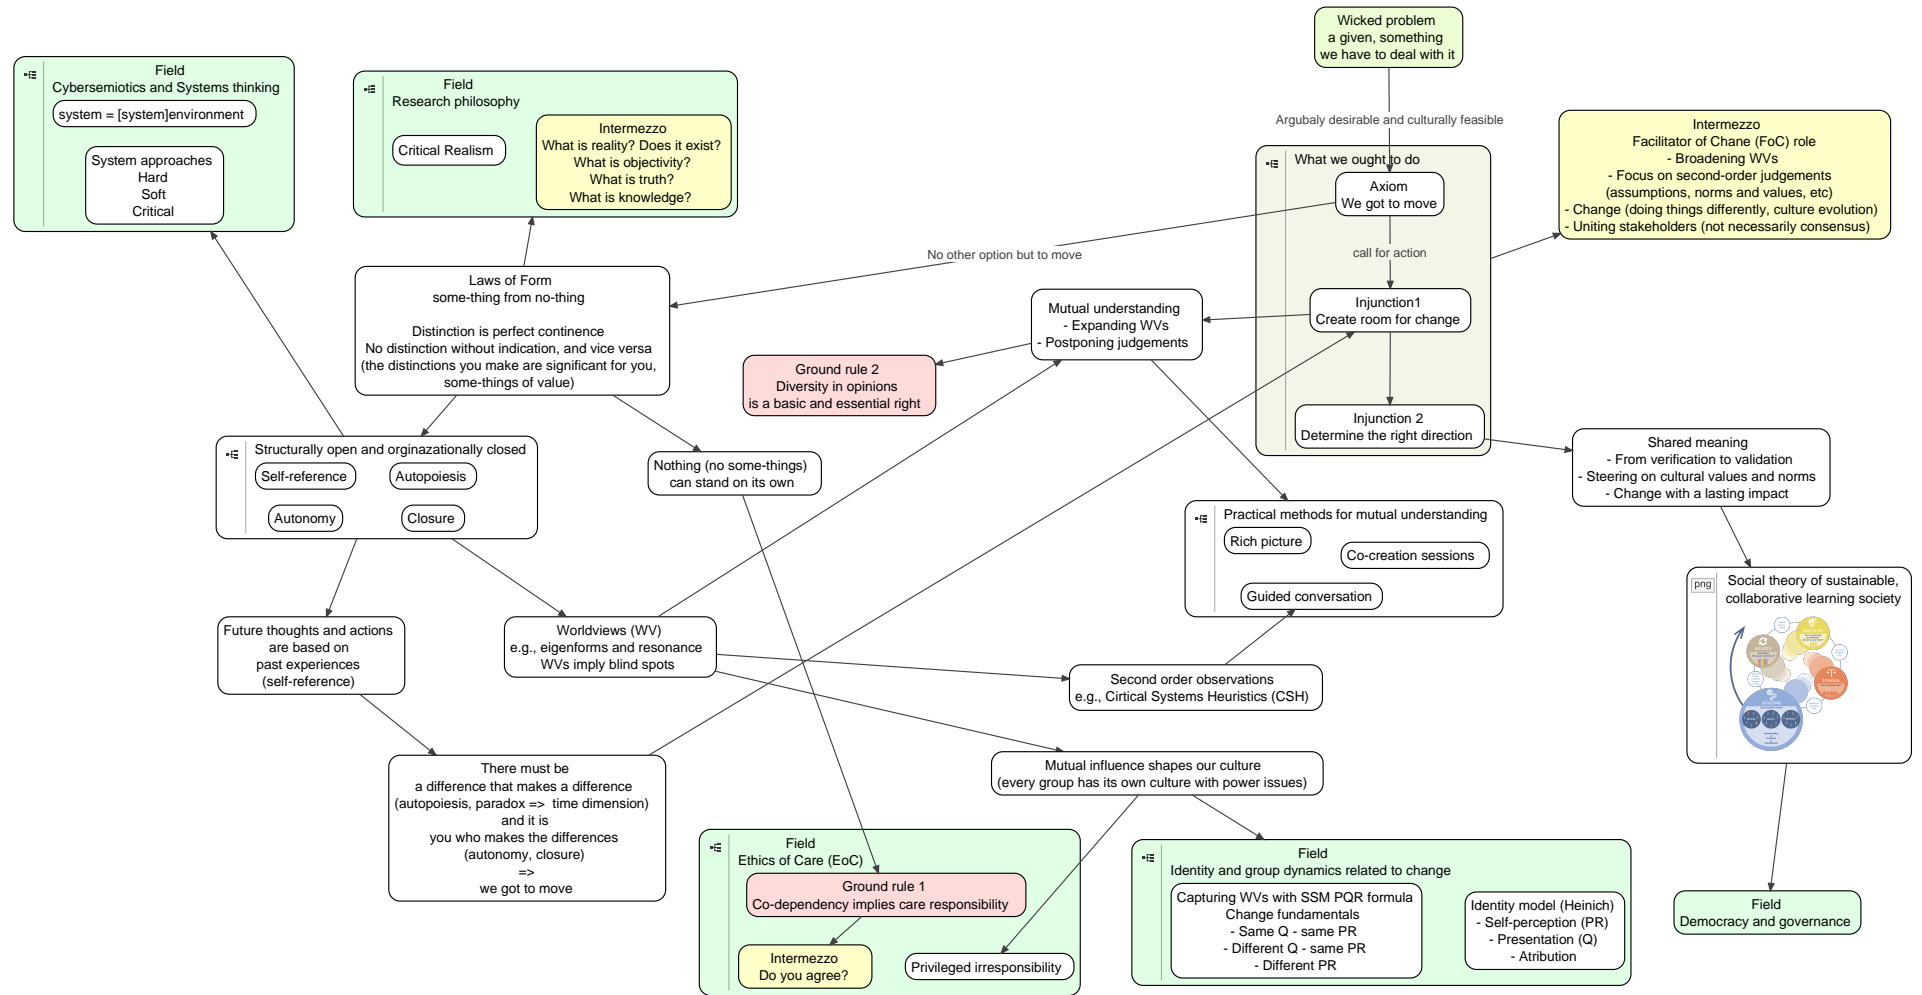 Wicked problem
a given, something
we have to deal with it
Field
Cybersemiotics and Systems thinking
system = [system]environment
System approaches
Hard
Soft
Critical
Field
Research philosophy
Critical Realism
Intermezzo
What is reality? Does it exist?
What is objectivity?
What is truth?
What is knowledge?
Argubaly desirable and culturally feasible
What we ought to do
Axiom
We got to move
call for action
Injunction1
Create room for change
Injunction 2
Determine the right direction
Intermezzo
Facilitator of Chane (FoC) role
- Broadening WVs
- Focus on second-order judgements
(assumptions, norms and values, etc)
- Change (doing things differently, culture evolution)
- Uniting stakeholders (not necessarily consensus)
No other option but to move
Laws of Form
some-thing from no-thing
Distinction is perfect continence
No distinction without indication, and vice versa
(the distinctions you make are significant for you,
some-things of value)
Mutual understanding
- Expanding WVs
- Postponing judgements
Ground rule 2
Diversity in opinions
is a basic and essential right
Structurally open and orginazationally closed
Self-reference
Autopoiesis
Autonomy
Closure
Nothing (no some-things)
can stand on its own
Shared meaning
- From verification to validation
- Steering on cultural values and norms
- Change with a lasting impact
Practical methods for mutual understanding
Rich picture
Co-creation sessions
Guided conversation
png
Social theory of sustainable,
collaborative learning society
Future thoughts and actions
are based on
past experiences
(self-reference)
Worldviews (WV)
e.g., eigenforms and resonance
WVs imply blind spots
Second order observations
e.g., Cirtical Systems Heuristics (CSH)
There must be
a difference that makes a difference
(autopoiesis, paradox => time dimension)
and it is
you who makes the differences
(autonomy, closure)
=>
we got to move
Mutual influence shapes our culture
(every group has its own culture with power issues)
Field
Ethics of Care (EoC)
Ground rule 1
Co-dependency implies care responsibility
Intermezzo
Do you agree?
Privileged irresponsibility
Field
Identity and group dynamics related to change
Capturing WVs with SSM PQR formula
Change fundamentals
- Same Q - same PR
- Different Q - same PR
- Different PR
Identity model (Heinich)
- Self-perception (PR)
- Presentation (Q)
- Atribution
Field
Democracy and governance